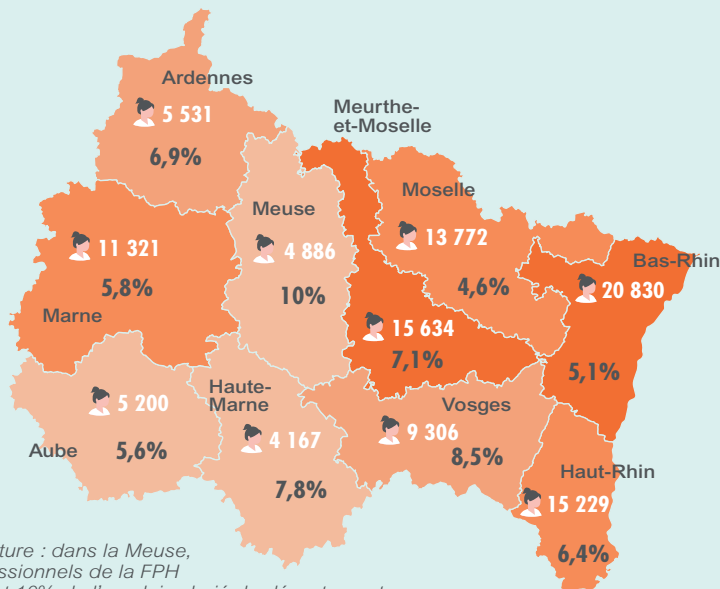 Ardennes
5 531
6,9%
Meurthe-
et-Moselle
Moselle
13 772
4,6%
Meuse
4 886
10%
11 321
5,8%
Marne
Bas-Rhin
20 830
5,1%
15 634
7,1%
5 200
5,6%
Aube
Haute-
Marne
4 167
7,8%
Vosges
9 306
8,5%
Haut-Rhin
15 229
6,4%
ture : dans la Meuse,
ssionnels de la FPH